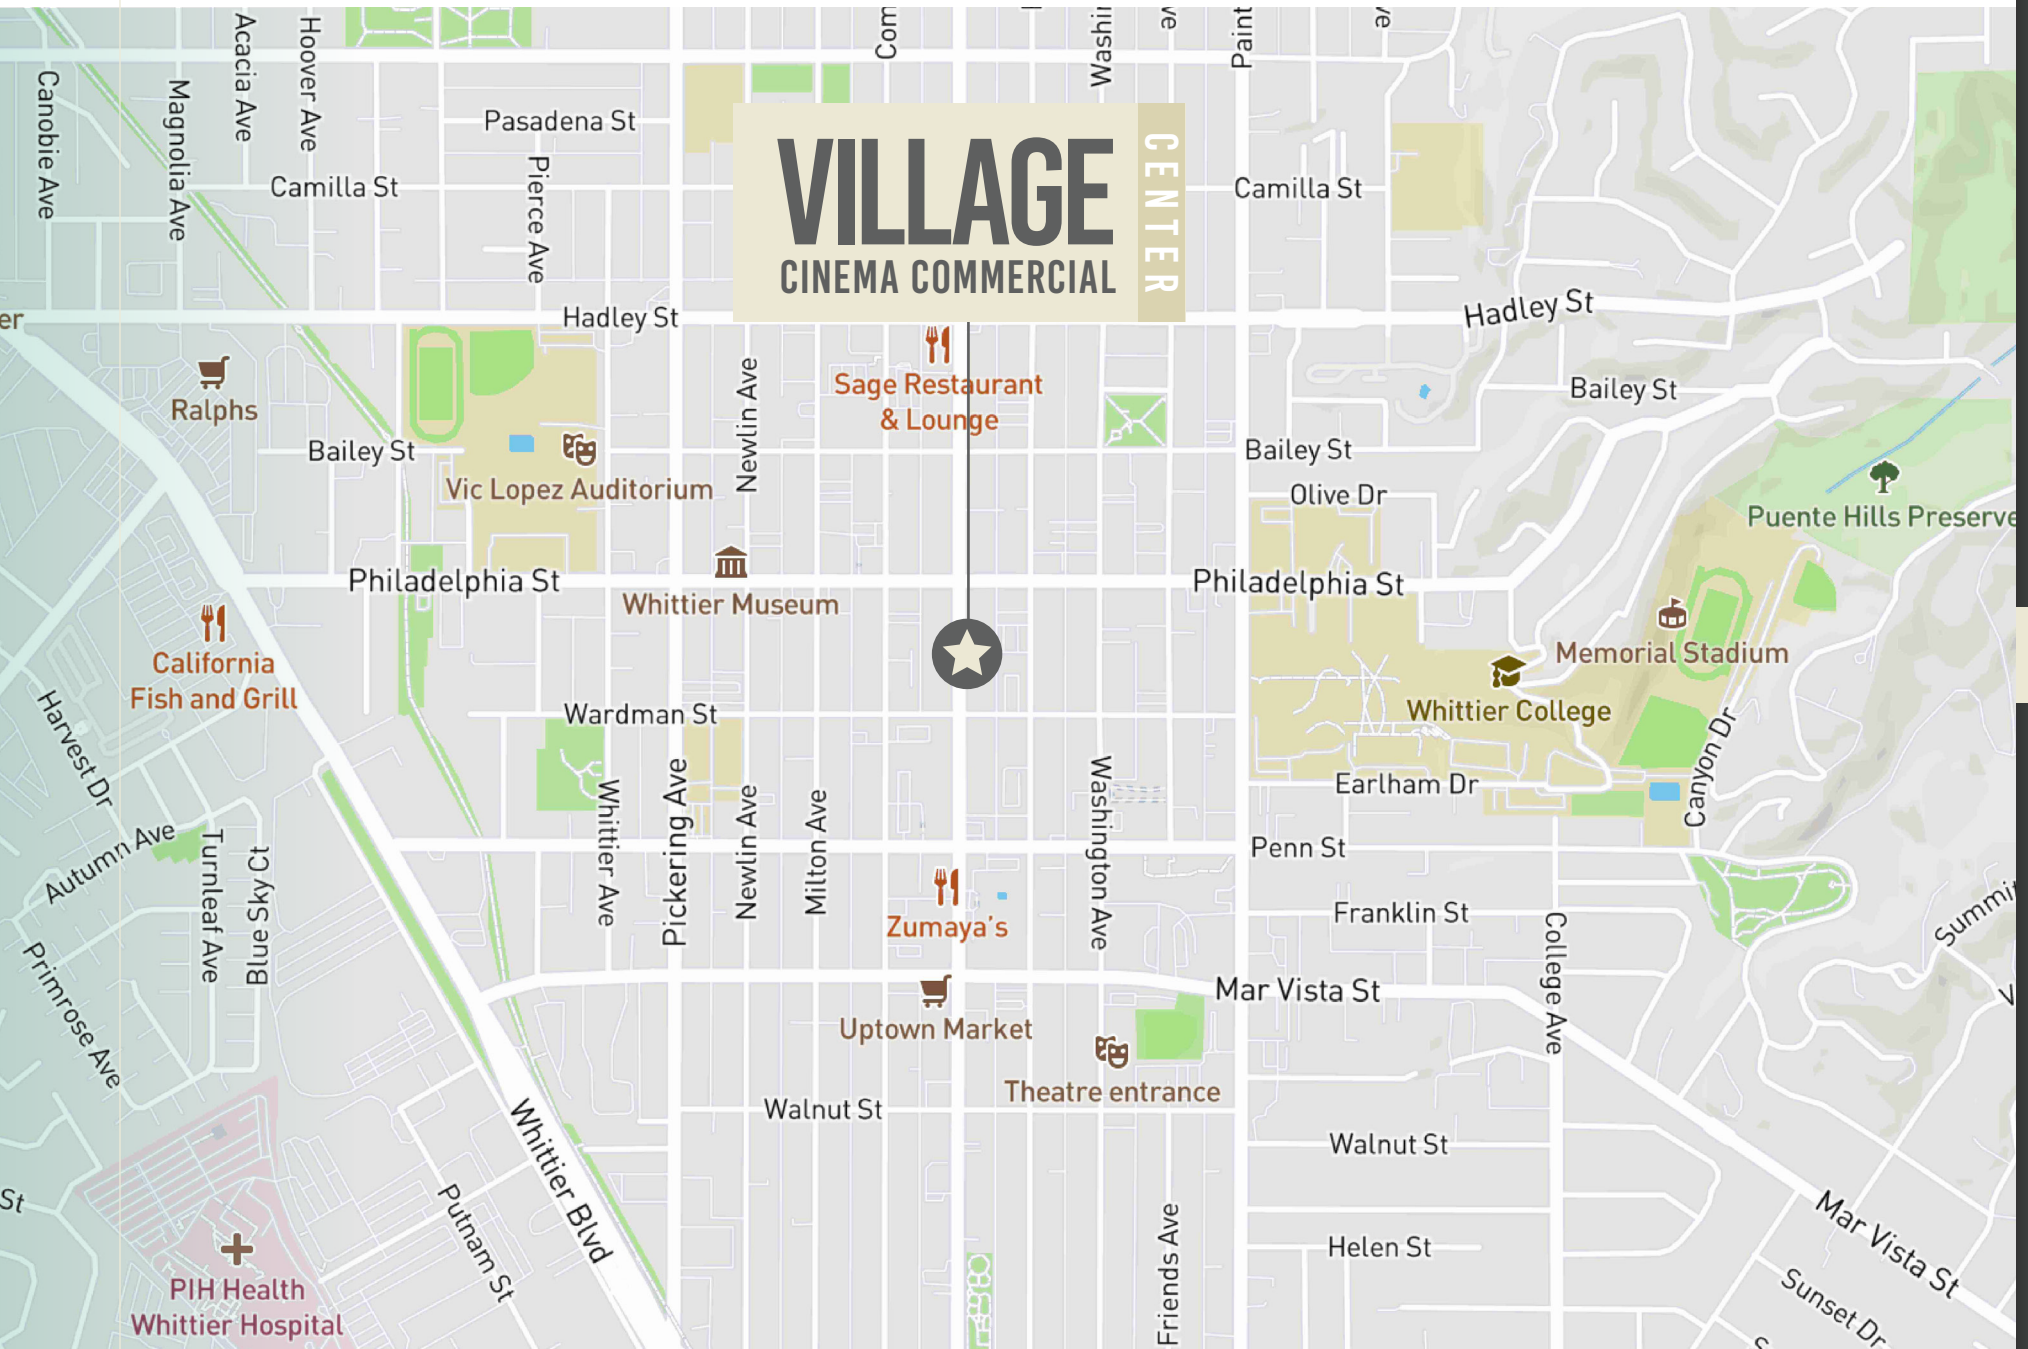 Canobie Ave
Magnolia Ave
Acacia Ave
Hoover Ave
Pasadena St
Pierce Ave
Camilla St
VILLAGE
CINEMA COMMERCIAL
CENTER
Camilla St
Hadley St
Hadley St
Ralphs
Sage Restaurant
& Lounge
Newlin Ave
Bailey St
Bailey St
Bailey St
Vic Lopez Auditorium
Olive Dr
Puente Hills Preserve
Philadelphia St
Philadelphia St
Whittier Museum
California
Fish and Grill
Memorial Stadium
Whittier College
Wardman St
Harvest Dr
Canyon Dr
Earlham Dr
Whittier Ave
Pickering Ave
Newlin Ave
Milton Ave
Washington Ave
Autumn Ave
Turnleaf Ave
Blue Sky Ct
Penn St
Franklin St
Zumaya's
College Ave
Summit
Primrose Ave
Mar Vista St
Uptown Market
Theatre entrance
Walnut St
Walnut St
Whittier Blvd
Putnam St
St
Friends Ave
Helen St
Mar Vista St
Sunset Dr
PIH Health
Whittier Hospital